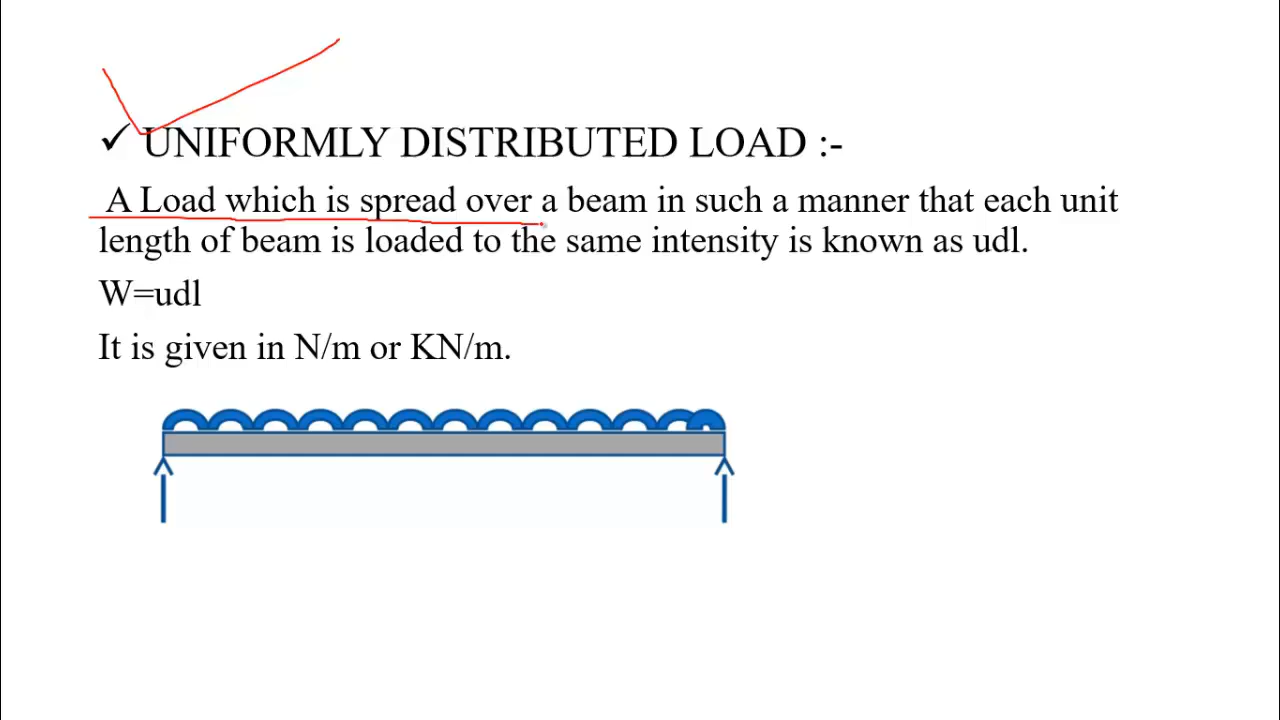 ✓ UNIFORMLY DISTRIBUTED LOAD :-
A Load which is spread over a beam in such a manner that each unit
length of beam is loaded to the same intensity is known as udl.
W=udl
It is given in N/m or KN/m.